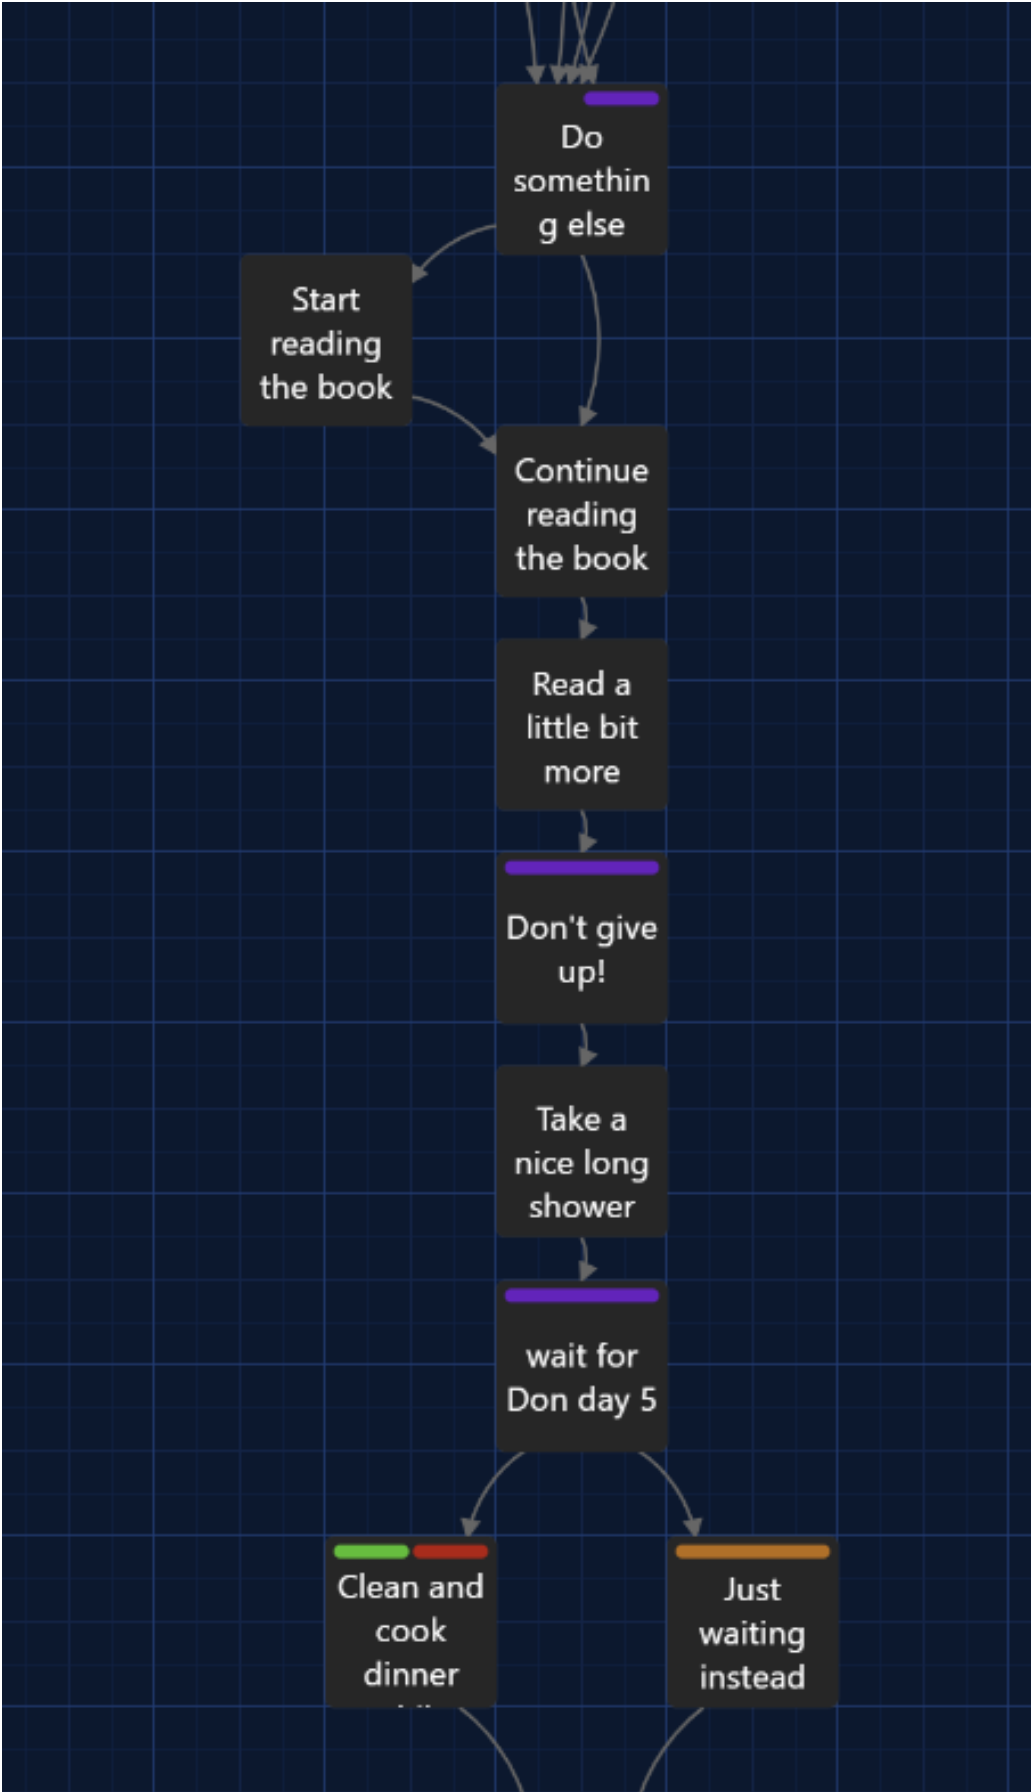 Do
somethin
g else
Start
reading
the book
Continue
reading
the book
Read a
little bit
more
Don't give
up!
Take a
nice long
shower
wait for
Don day 5
Clean and
cook
dinner
Just
waiting
instead